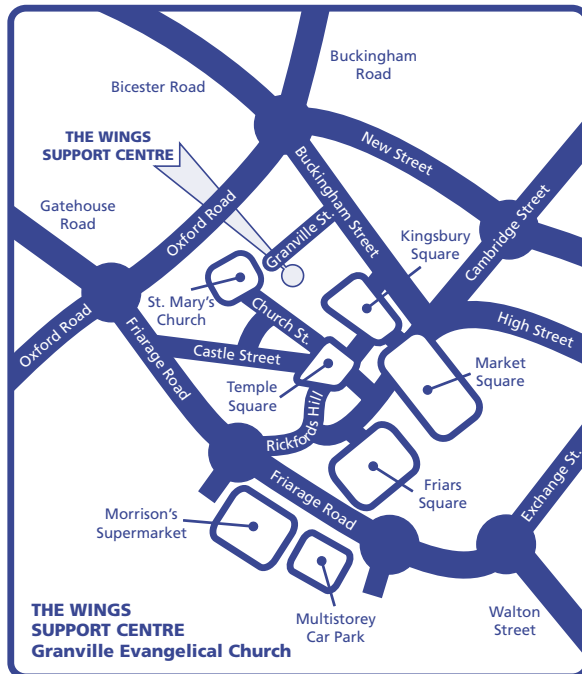 Buckingham
Road
Bicester Road
THE WINGS
SUPPORT CENTRE
New Street
Buckingham Street
Gatehouse
Road
Oxford Road
Granville St.
Cambridge Street
Kingsbury
Square
St. Mary's
Church
Church St.
High Street
Oxford Road
Friarage Road
Castle Street
Market
Square
Temple
Square
Rickfords Hill
Friarage Road
Friars
Square
Exchange St.
Morrison's
Supermarket
Multistorey
Car Park
Walton
Street
THE WINGS
SUPPORT CENTRE
Granville Evangelical Church